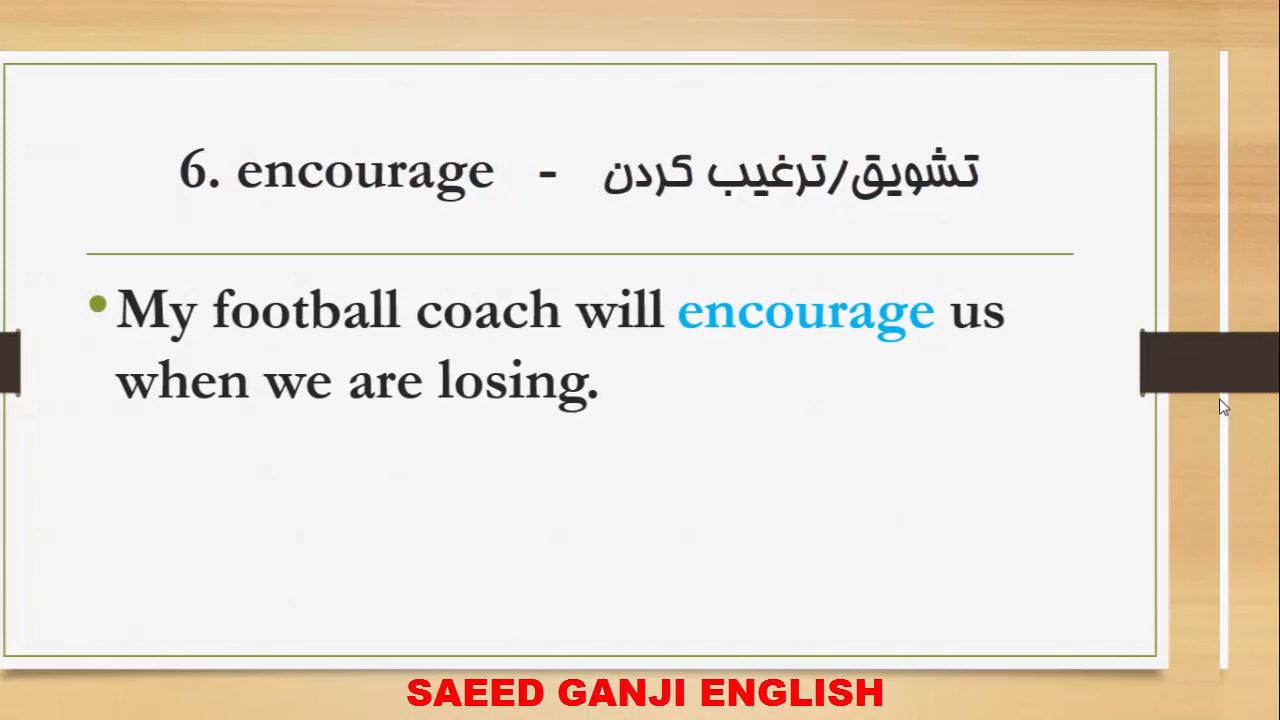 6. encourage - تشویق/ترغیب کردن
• My football coach will encourage us
when we are losing.
SAEED GANJI ENGLISH